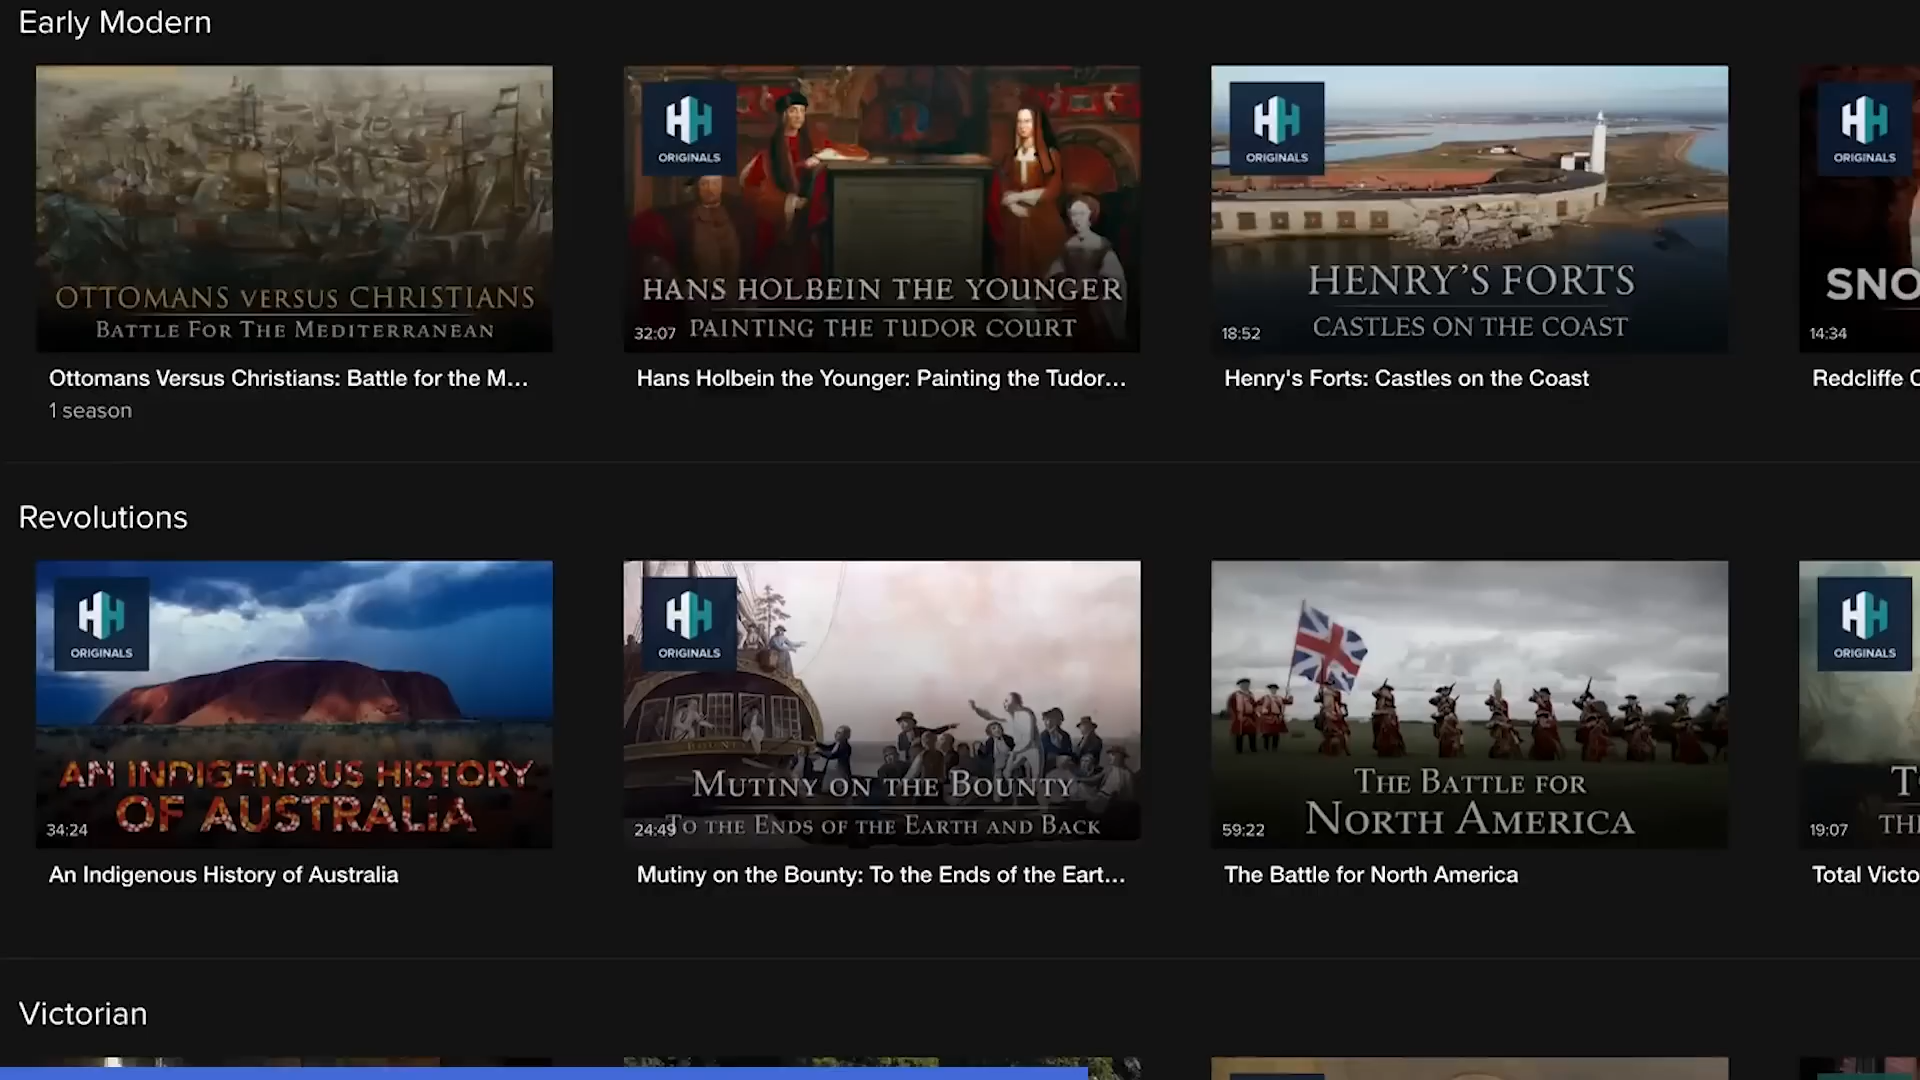 Early Modern
OTTOMANS VERSUS CHRISTIANS
BATTLE FOR THE MEDITERRANEAN
Ottomans Versus Christians: Battle for the M...
1 season
ORIGINALS
HANS HOLBEIN THE YOUNGER
32:07
PAINTING THE TUDOR COURT
Hans Holbein the Younger: Painting the Tudor...
ORIGINALS
HENRY'S FORTS
18:52
CASTLES ON THE COAST
Henry's Forts: Castles on the Coast
ORIGINALS
SNO
14:34
Redcliffe
Revolutions
ORIGINALS
AN INDIGENOUS HISTORY
OF AUSTRALIA
34:24
An Indigenous History of Australia
ORIGINALS
MUTINY ON THE BOUNTY
24:49
TO THE ENDS OF THE EARTH AND BACK
Mutiny on the Bounty: To the Ends of the Eart...
THE BATTLE FOR
NORTH AMERICA
59:22
The Battle for North America
ORIGINALS
19:07
Total Victo
Victorian